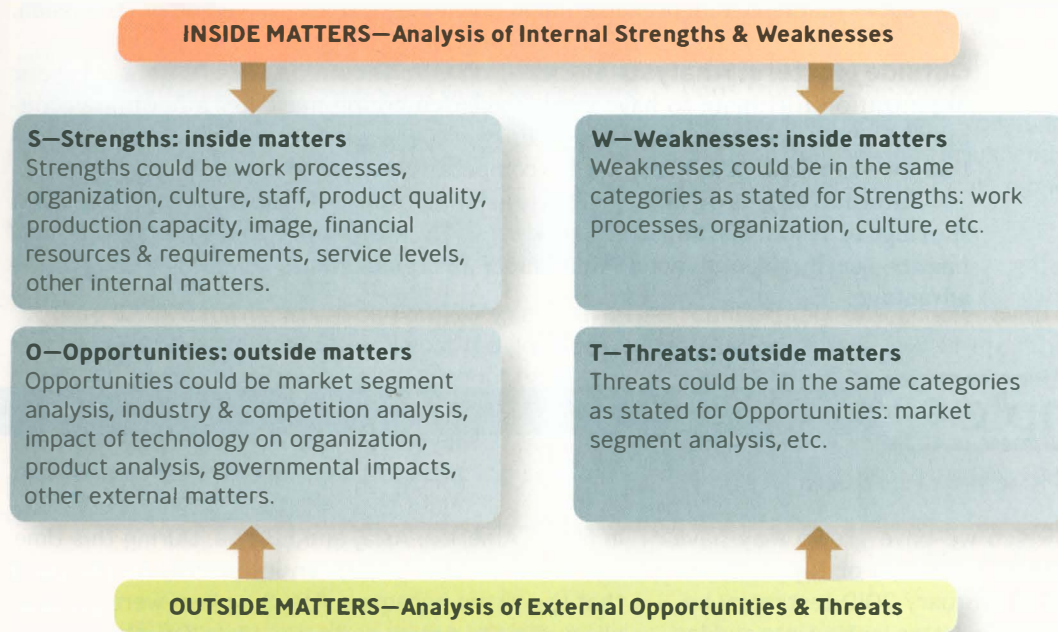 INSIDE MATTERS—Analysis of Internal Strengths & Weaknesses
S—Strengths: inside matters
Strengths could be work processes,
organization, culture, staff, product quality,
production capacity, image, financial
resources & requirements, service levels,
other internal matters.
W—Weaknesses: inside matters
Weaknesses could be in the same
categories as stated for Strengths: work
processes, organization, culture, etc.
O—Opportunities: outside matters
Opportunities could be market segment
analysis, industry & competition analysis,
impact of technology on organization,
product analysis, governmental impacts,
other external matters.
T—Threats: outside matters
Threats could be in the same categories
as stated for Opportunities: market
segment analysis, etc.
OUTSIDE MATTERS—Analysis of External Opportunities & Threats